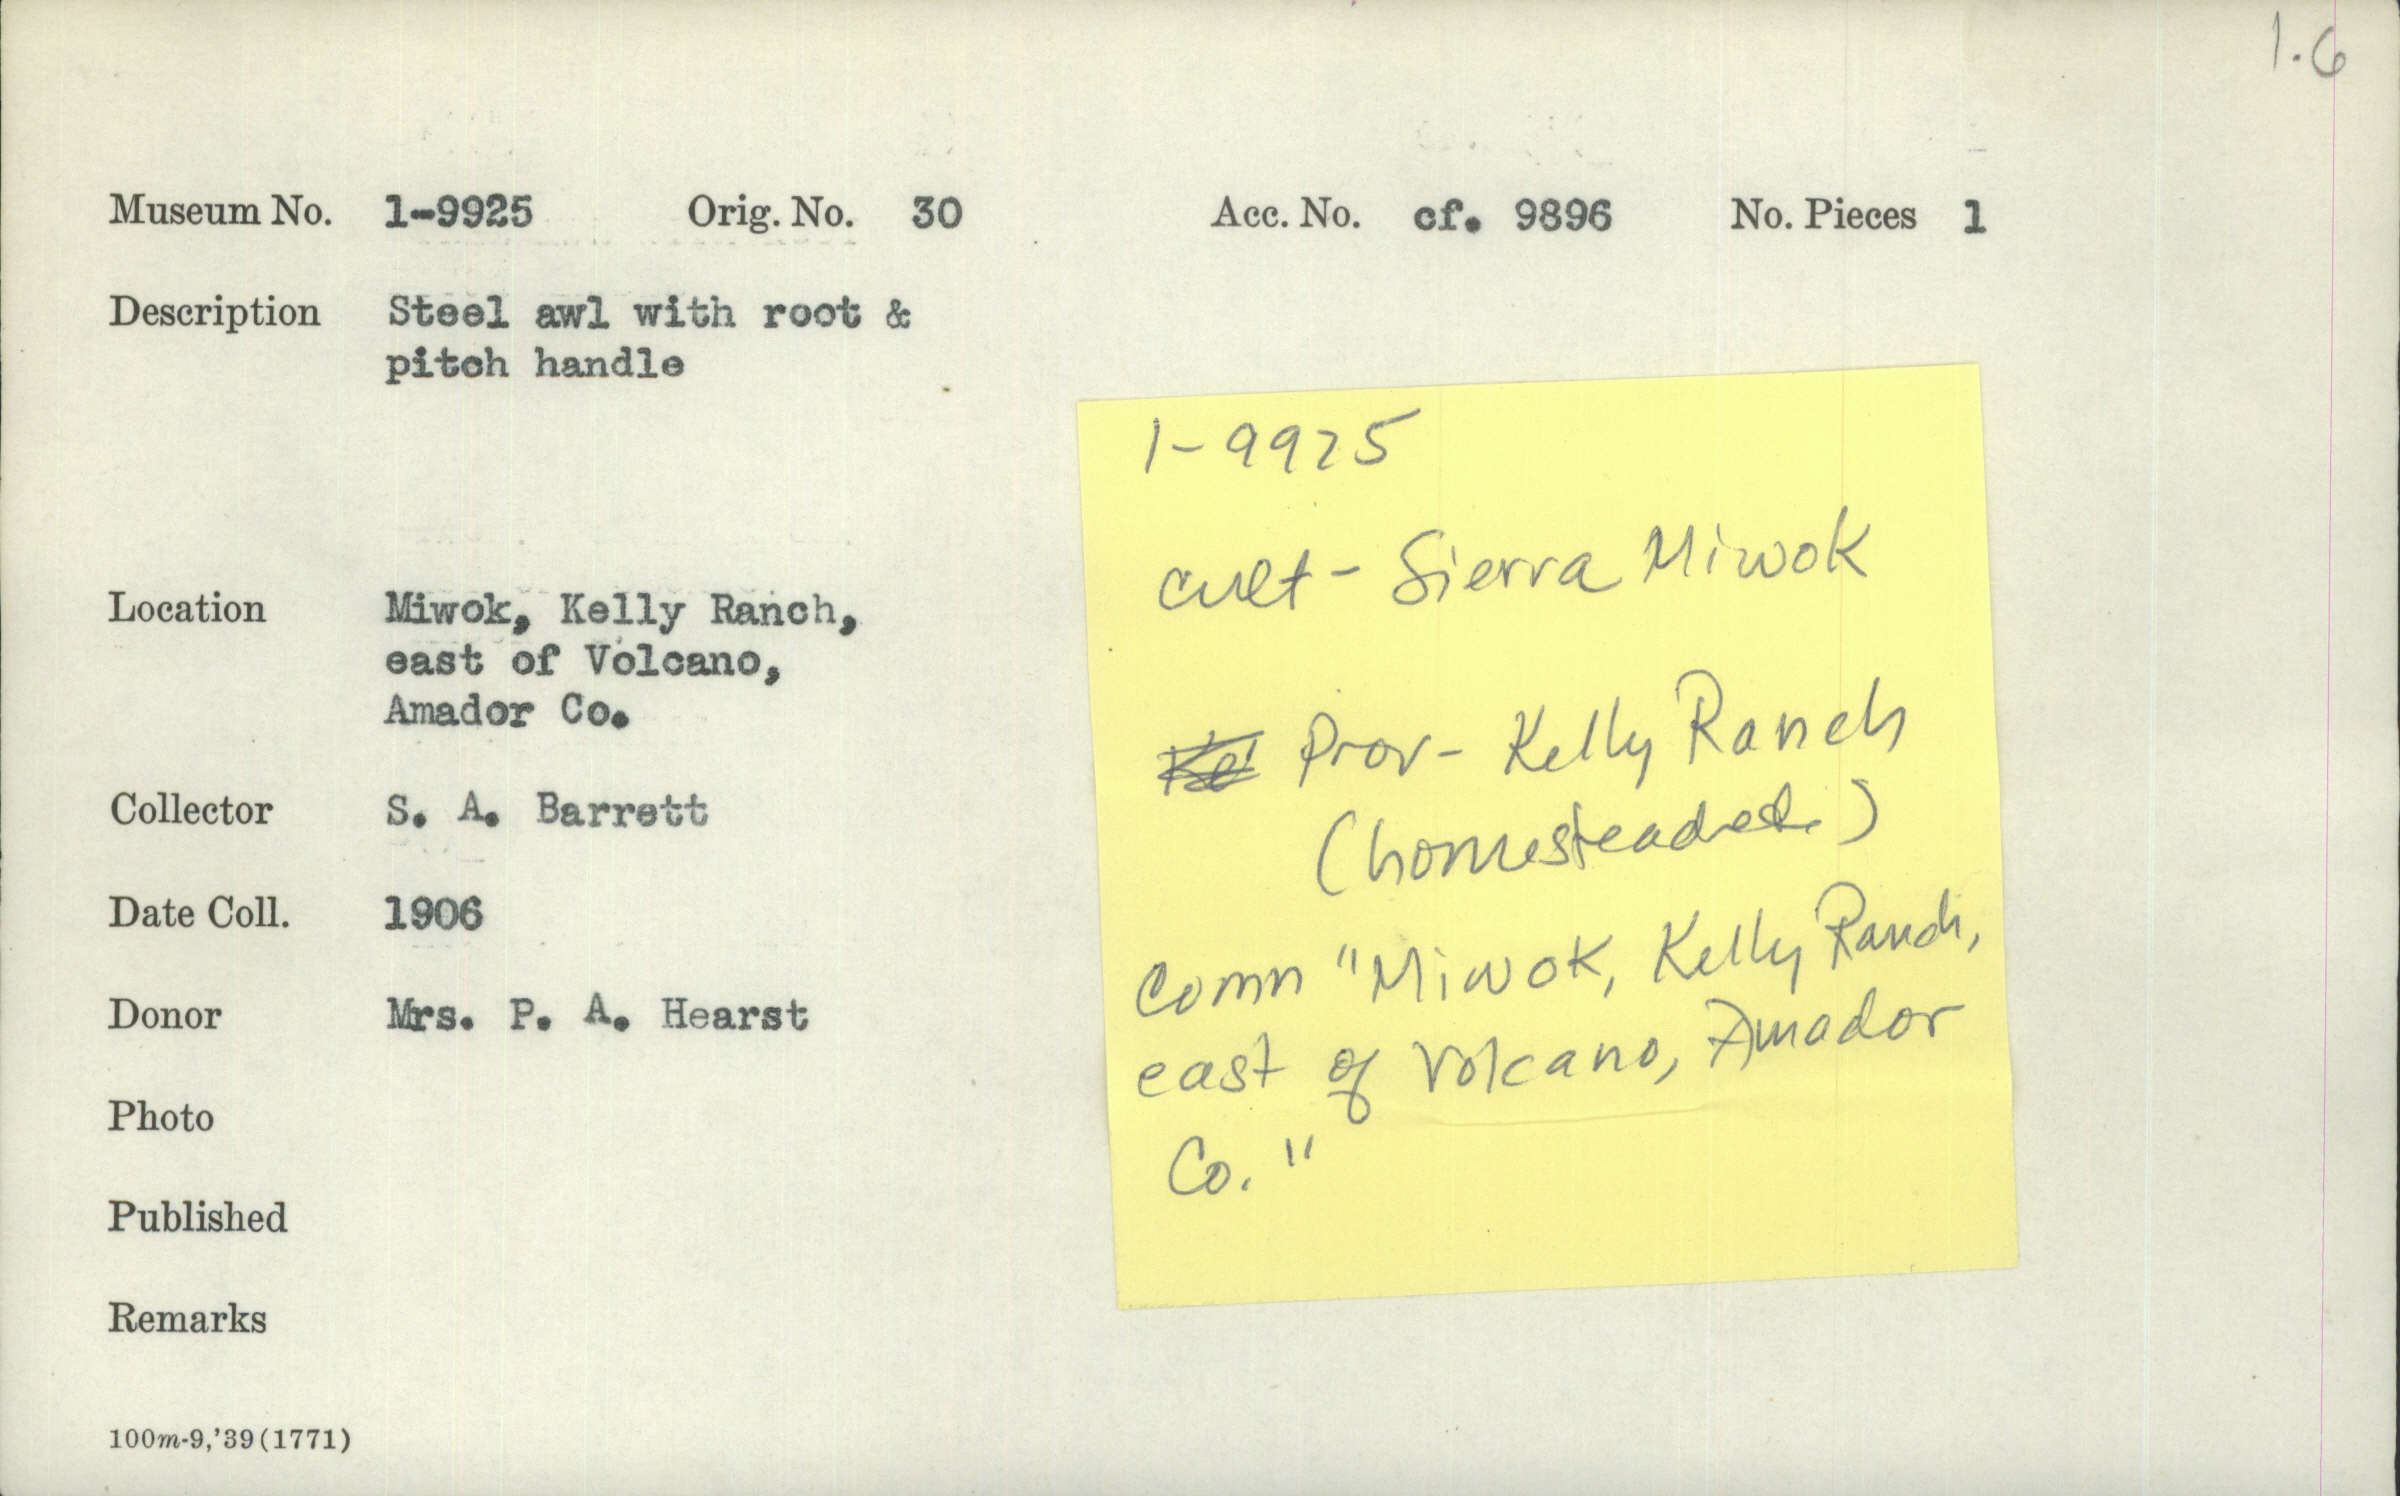 1.6
Museum No. 1-9925 Orig. No. 30 Acc. No. cf. 9896 No. Pieces 1
Description Steel awl with root &
pitch handle
Location Miwok, Kelly Ranch,
east of Volcano,
Amador Co.
Collector S. A. Barrett
Date Coll. 1906
Donor Mrs. P. A. Hearst
Photo
Published
Remarks
100m-9,'39(1771)
1-9925
cult - Sierra Miwok
Prov - Kelly Ranch
(homesteaded)
Comn "Miwok, Kelly Ranch,
east of Volcano, Amador
Co."